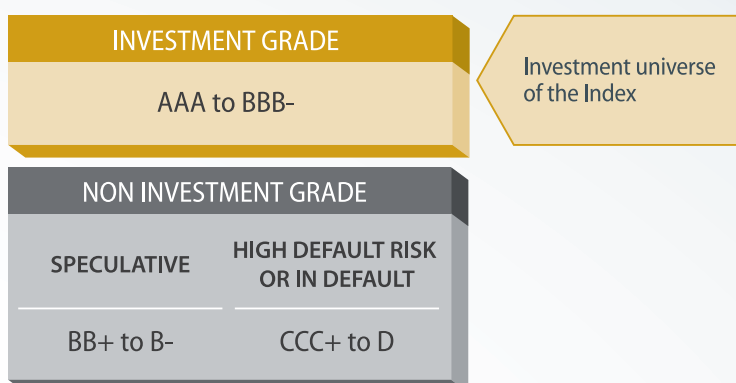 INVESTMENT GRADE
AAA to BBB-
Investment universe
of the Index
NON INVESTMENT GRADE
SPECULATIVE
BB+ to B-
HIGH DEFAULT RISK
OR IN DEFAULT
CCC+ to D